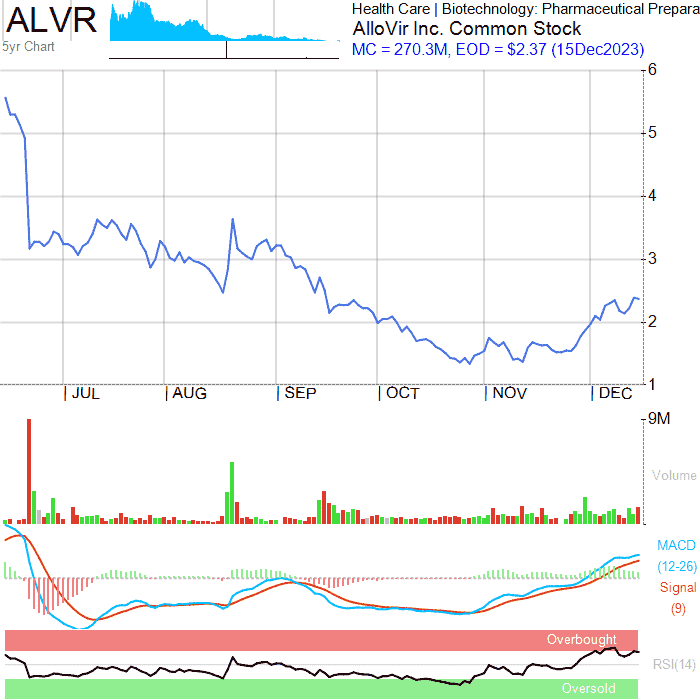 ALVR
5yr Chart
Health Care | Biotechnology: Pharmaceutical Prepara
AlloVir Inc. Common Stock
MC = 270.3M, EOD = $2.37 (15Dec2023)
6
5
4
3
2
1
JUL AUG SEP OCT NOV DEC
9M
Volume
MACD
(12-26)
Signal
(9)
Overbought
RSI(14)
Oversold